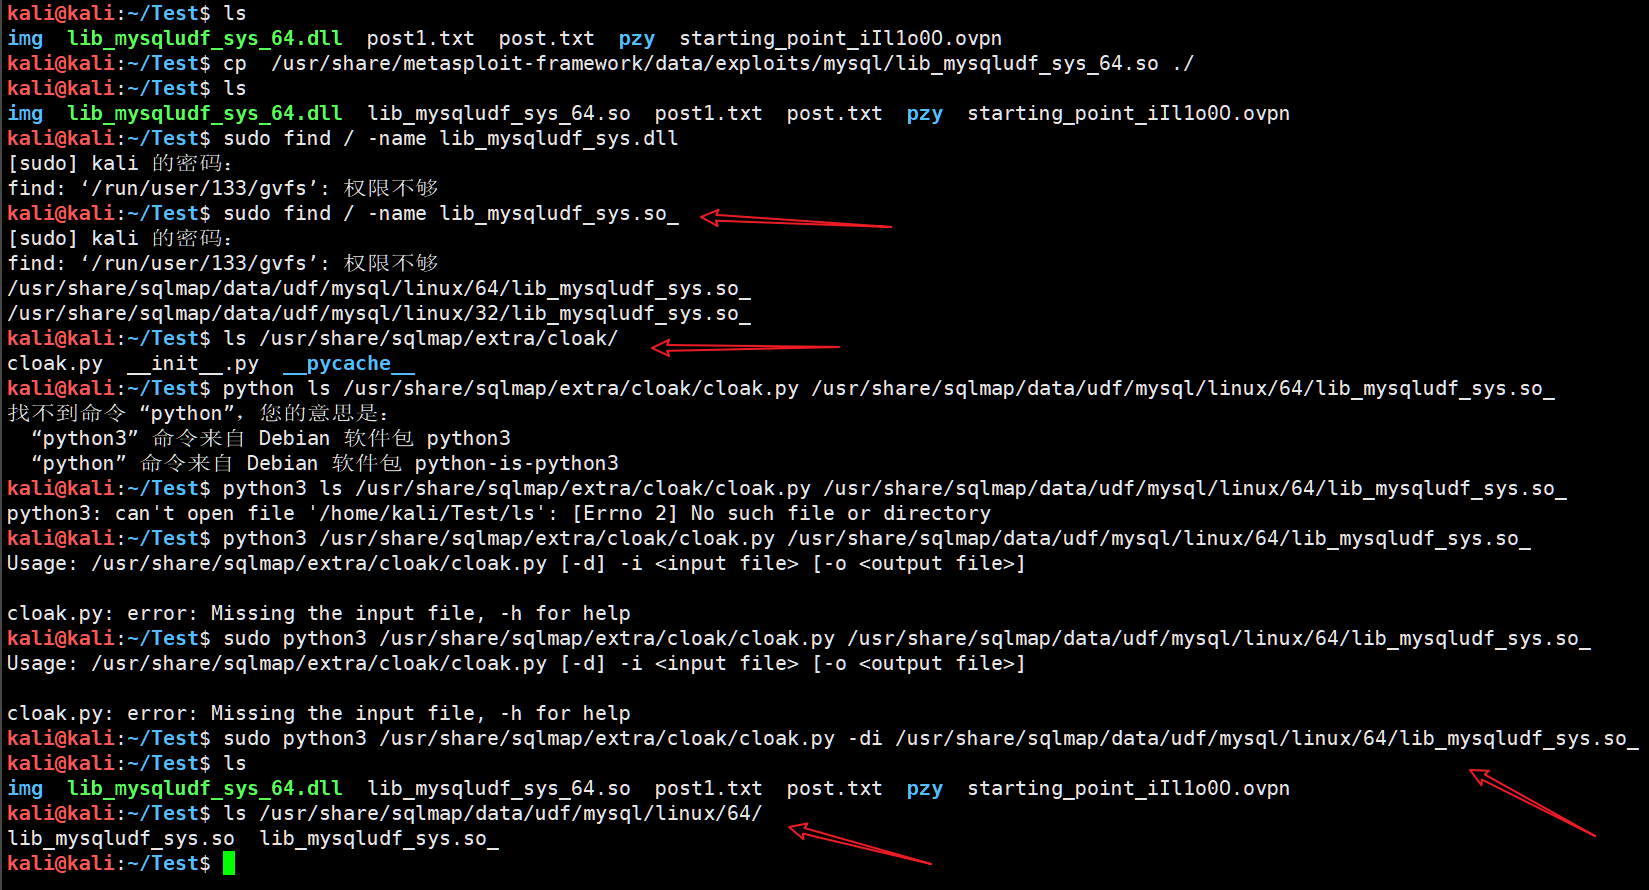 kali@kali:~/Test$ ls
img  lib_mysqludf_sys_64.dll  post1.txt  post.txt  pzy  starting_point_iIl1o0O.ovpn
kali@kali:~/Test$ cp  /usr/share/metasploit-framework/data/exploits/mysql/lib_mysqludf_sys_64.so ./
kali@kali:~/Test$ ls
img  lib_mysqludf_sys_64.dll  lib_mysqludf_sys_64.so  post1.txt  post.txt  pzy  starting_point_iIl1o0O.ovpn
kali@kali:~/Test$ sudo find / -name lib_mysqludf_sys.dll
[sudo] kali 的密码：
find: ‘/run/user/133/gvfs’: 权限不够
kali@kali:~/Test$ sudo find / -name lib_mysqludf_sys.so_
[sudo] kali 的密码：
find: ‘/run/user/133/gvfs’: 权限不够
/usr/share/sqlmap/data/udf/mysql/linux/64/lib_mysqludf_sys.so_
/usr/share/sqlmap/data/udf/mysql/linux/32/lib_mysqludf_sys.so_
kali@kali:~/Test$ ls /usr/share/sqlmap/extra/cloak/
cloak.py  __init__.py  __pycache__
kali@kali:~/Test$ python ls /usr/share/sqlmap/extra/cloak/cloak.py /usr/share/sqlmap/data/udf/mysql/linux/64/lib_mysqludf_sys.so_
找不到命令 “python”，您的意思是：
  “python3” 命令来自 Debian 软件包 python3
  “python” 命令来自 Debian 软件包 python-is-python3
kali@kali:~/Test$ python3 ls /usr/share/sqlmap/extra/cloak/cloak.py /usr/share/sqlmap/data/udf/mysql/linux/64/lib_mysqludf_sys.so_
python3: can't open file '/home/kali/Test/ls': [Errno 2] No such file or directory
kali@kali:~/Test$ python3 /usr/share/sqlmap/extra/cloak/cloak.py /usr/share/sqlmap/data/udf/mysql/linux/64/lib_mysqludf_sys.so_
Usage: /usr/share/sqlmap/extra/cloak/cloak.py [-d] -i <input file> [-o <output file>]
cloak.py: error: Missing the input file, -h for help
kali@kali:~/Test$ sudo python3 /usr/share/sqlmap/extra/cloak/cloak.py /usr/share/sqlmap/data/udf/mysql/linux/64/lib_mysqludf_sys.so_
Usage: /usr/share/sqlmap/extra/cloak/cloak.py [-d] -i <input file> [-o <output file>]
cloak.py: error: Missing the input file, -h for help
kali@kali:~/Test$ sudo python3 /usr/share/sqlmap/extra/cloak/cloak.py -di /usr/share/sqlmap/data/udf/mysql/linux/64/lib_mysqludf_sys.so_
kali@kali:~/Test$ ls
img  lib_mysqludf_sys_64.dll  lib_mysqludf_sys_64.so  post1.txt  post.txt  pzy  starting_point_iIl1o0O.ovpn
kali@kali:~/Test$ ls /usr/share/sqlmap/data/udf/mysql/linux/64/
lib_mysqludf_sys.so  lib_mysqludf_sys.so_
kali@kali:~/Test$